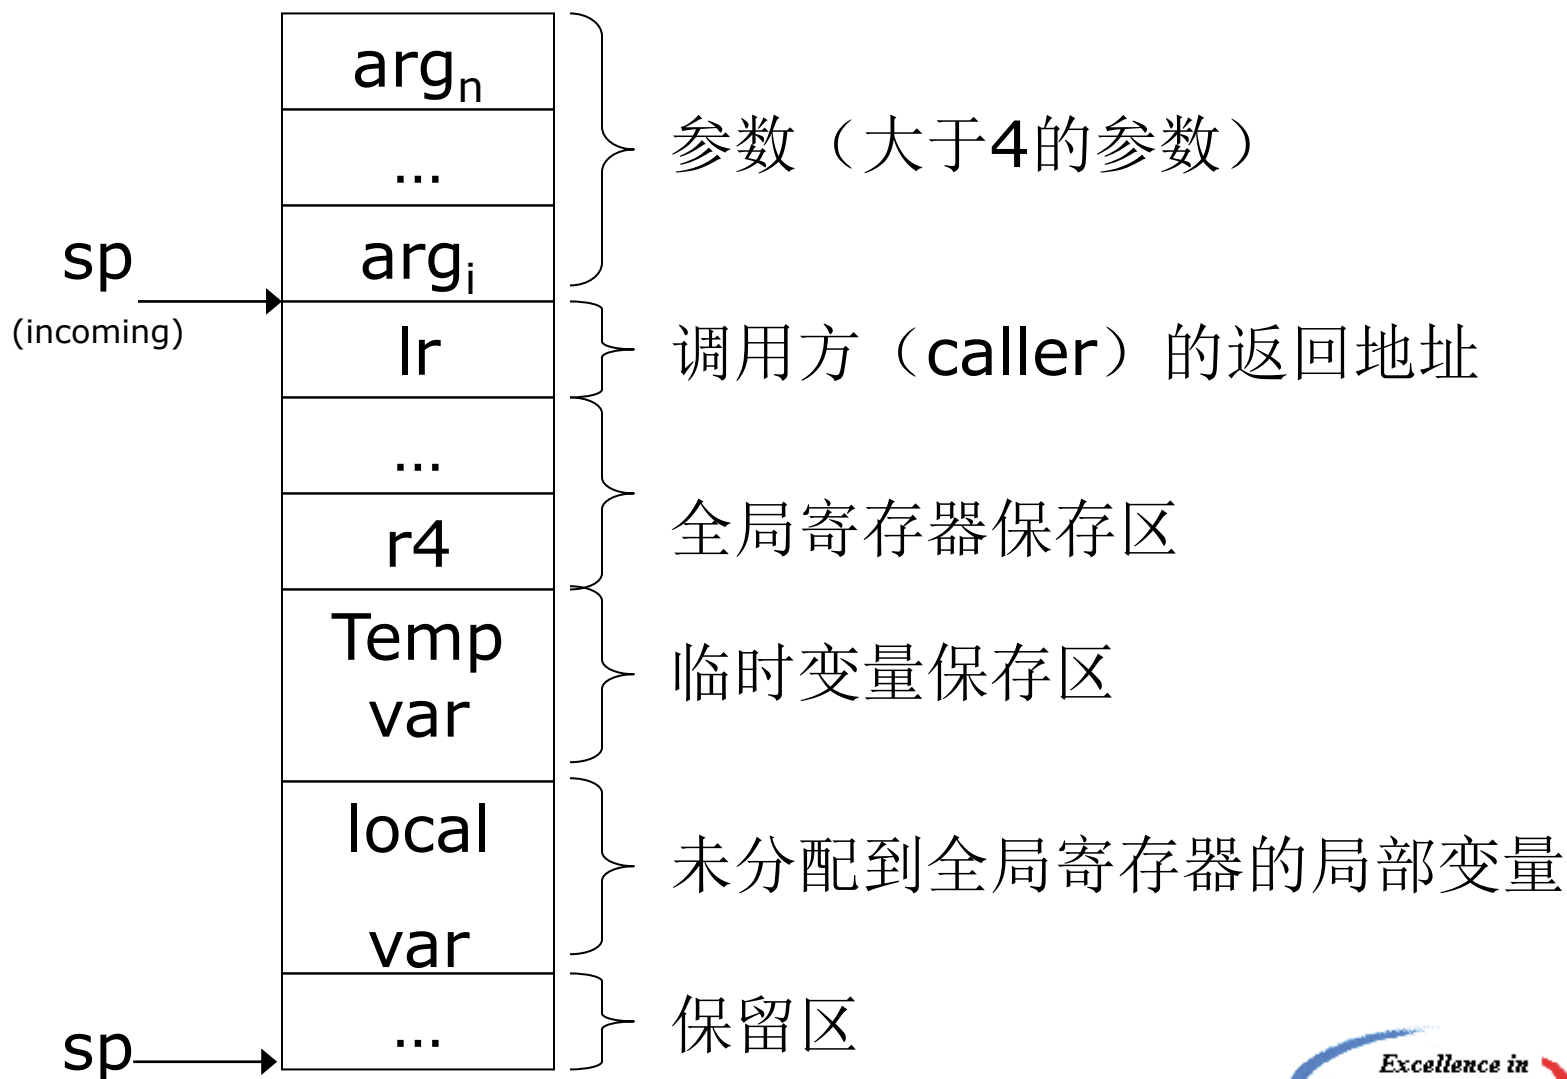 argn
...
参数（大于4的参数）
sp
(incoming)
argi
lr
调用方（caller）的返回地址
...
r4
全局寄存器保存区
Temp
var
临时变量保存区
local
var
未分配到全局寄存器的局部变量
sp
...
保留区
Excellence in